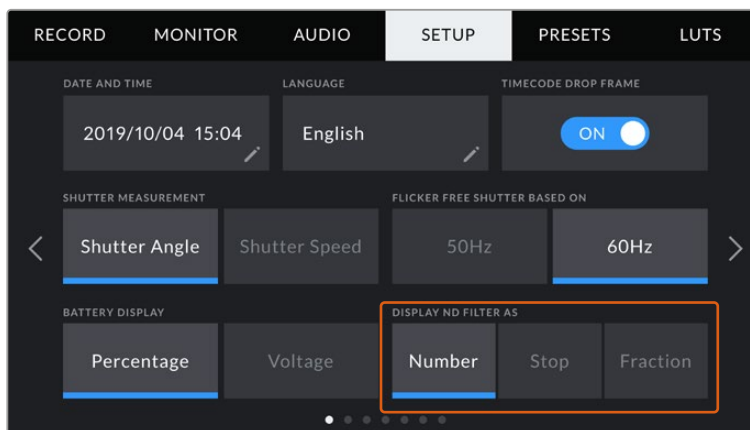 RECORD MONITOR AUDIO SETUP PRESETS LUTS
DATE AND TIME LANGUAGE TIMECODE DROP FRAME
2019/10/04 15:04 English ON
SHUTTER MEASUREMENT FLICKER FREE SHUTTER BASED ON
Shutter Angle Shutter Speed 50Hz 60Hz
BATTERY DISPLAY DISPLAY ND FILTER AS
Percentage Voltage Number Stop Fraction